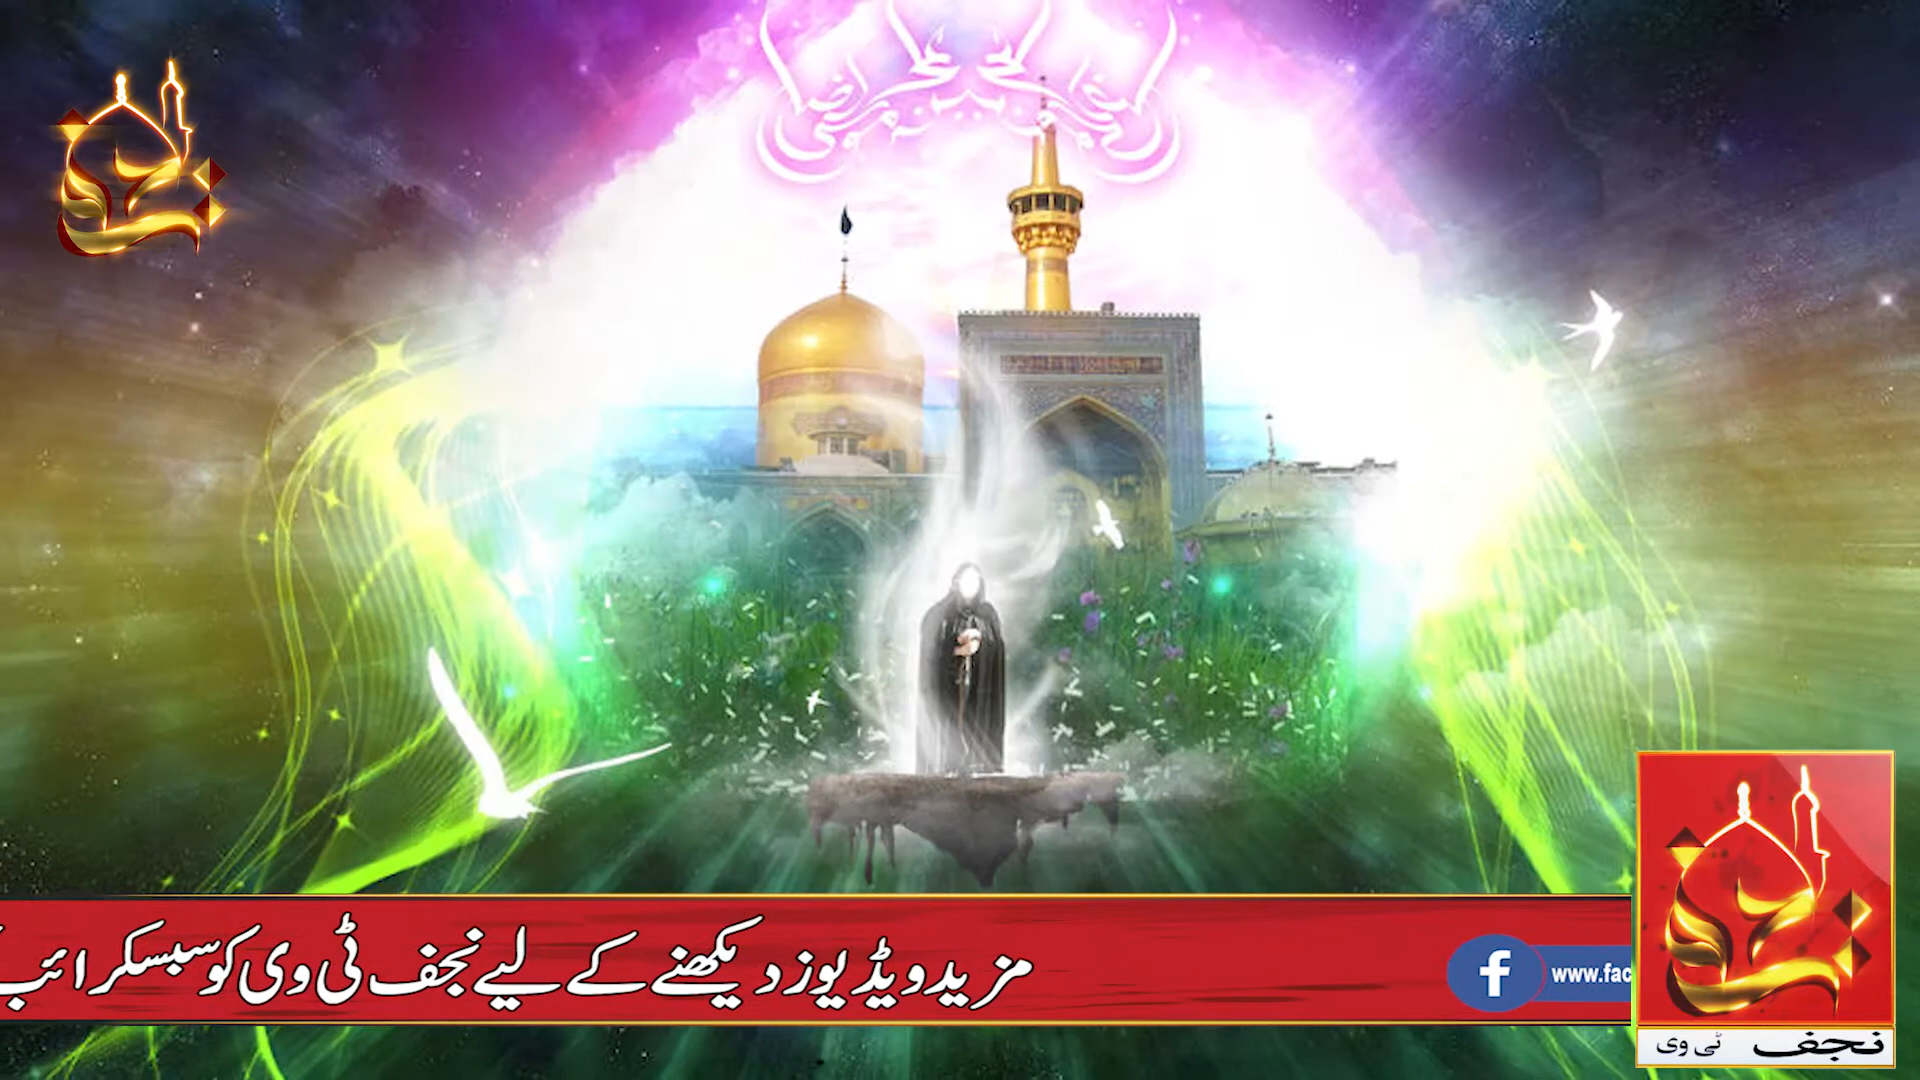 مزید ویڈیوز دیکھنے کے لیے نجف ٹی وی کو سبسکرائب
www.fac
نجف ٹی وی